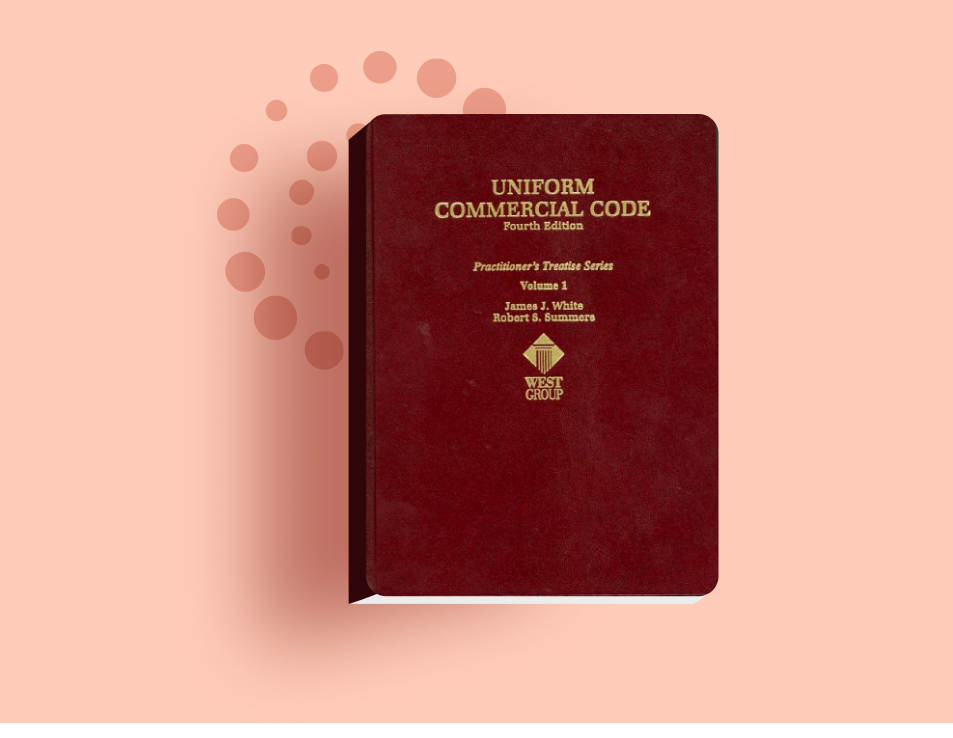 UNIFORM
COMMERCIAL CODE
Fourth Edition
Practitioner's Treatise Series
Volume 1
James J. White
Robert S. Summers
WEST
GROUP